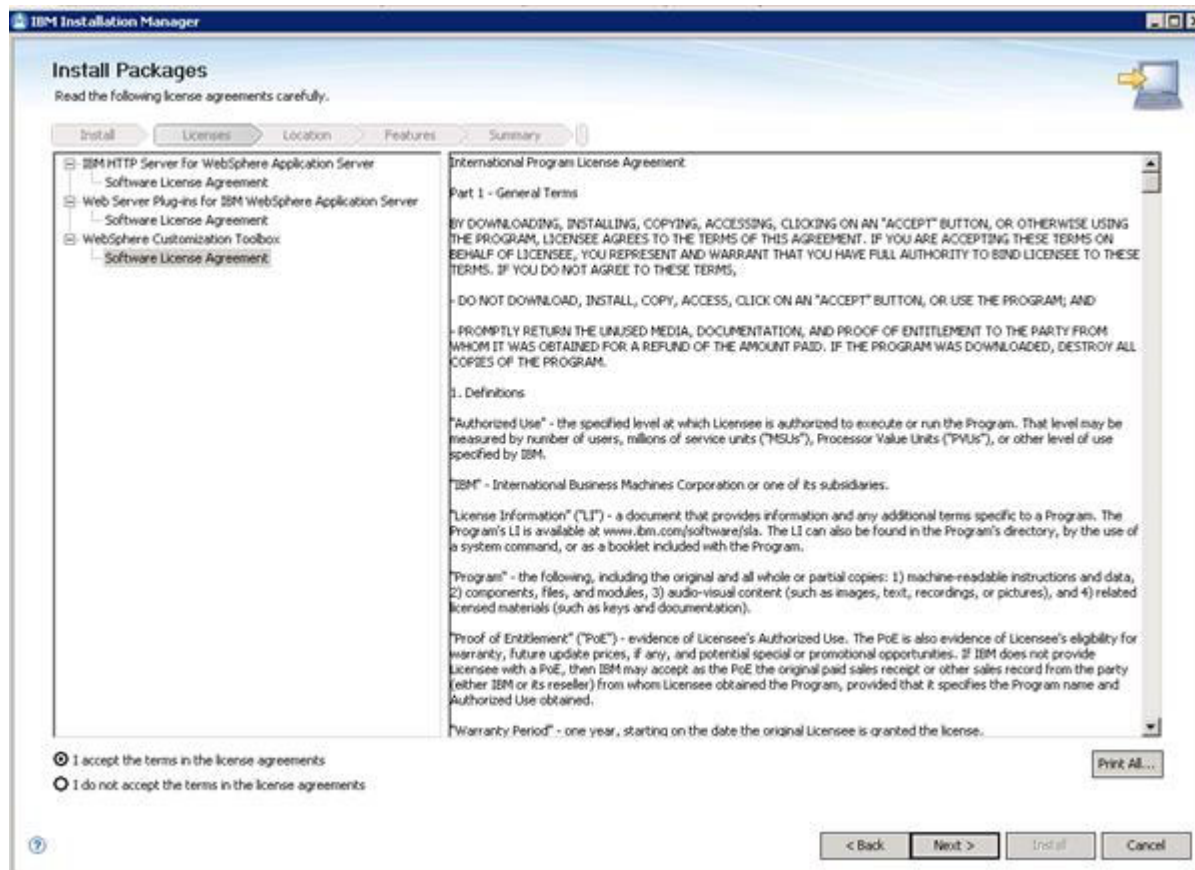 IBM Installation Manager
Install Packages
Read the following license agreements carefully.
Install
Licenses
Location
Features
Summary
IBM HTTP Server for WebSphere Application Server
Software License Agreement
Web Server Plug-ins for IBM WebSphere Application Server
Software License Agreement
WebSphere Customization Toolbox
Software License Agreement
International Program License Agreement
Part 1 - General Terms
BY DOWNLOADING, INSTALLING, COPYING, ACCESSING, CLICKING ON AN "ACCEPT" BUTTON, OR OTHERWISE USING
THE PROGRAM, LICENSEE AGREES TO THE TERMS OF THIS AGREEMENT. IF YOU ARE ACCEPTING THESE TERMS ON
BEHALF OF LICENSEE, YOU REPRESENT AND WARRANT THAT YOU HAVE FULL AUTHORITY TO BIND LICENSEE TO THESE
TERMS. IF YOU DO NOT AGREE TO THESE TERMS,
- DO NOT DOWNLOAD, INSTALL, COPY, ACCESS, CLICK ON AN "ACCEPT" BUTTON, OR USE THE PROGRAM; AND
- PROMPTLY RETURN THE UNUSED MEDIA, DOCUMENTATION, AND PROOF OF ENTITLEMENT TO THE PARTY FROM
WHOM IT WAS OBTAINED FOR A REFUND OF THE AMOUNT PAID. IF THE PROGRAM WAS DOWNLOADED, DESTROY ALL
COPIES OF THE PROGRAM.
1. Definitions
"Authorized Use" - the specified level at which Licensee is authorized to execute or run the Program. That level may be
measured by number of users, millions of service units ("MSUs"), Processor Value Units ("PVUs"), or other level of use
specified by IBM.
"IBM" - International Business Machines Corporation or one of its subsidiaries.
"License Information" ("LI") - a document that provides information and any additional terms specific to a Program. The
Program's LI is available at www.ibm.com/software/sla. The LI can also be found in the Program's directory, by the use of
a system command, or as a booklet included with the Program.
"Program" - the following, including the original and all whole or partial copies: 1) machine-readable instructions and data,
2) components, files, and modules, 3) audio-visual content (such as images, text, recordings, or pictures), and 4) related
licensed materials (such as keys and documentation).
"Proof of Entitlement" ("PoE") - evidence of Licensee's Authorized Use. The PoE is also evidence of Licensee's eligibility for
warranty, future update prices, if any, and potential special or promotional opportunities. If IBM does not provide
Licensee with a PoE, then IBM may accept as the PoE the original paid sales receipt or other sales record from the party
(either IBM or its reseller) from whom Licensee obtained the Program, provided that it specifies the Program name and
Authorized Use obtained.
"Warranty Period" - one year, starting on the date the original Licensee is granted the license.
I accept the terms in the license agreements
I do not accept the terms in the license agreements
Print All...
?
< Back
Next >
Install
Cancel